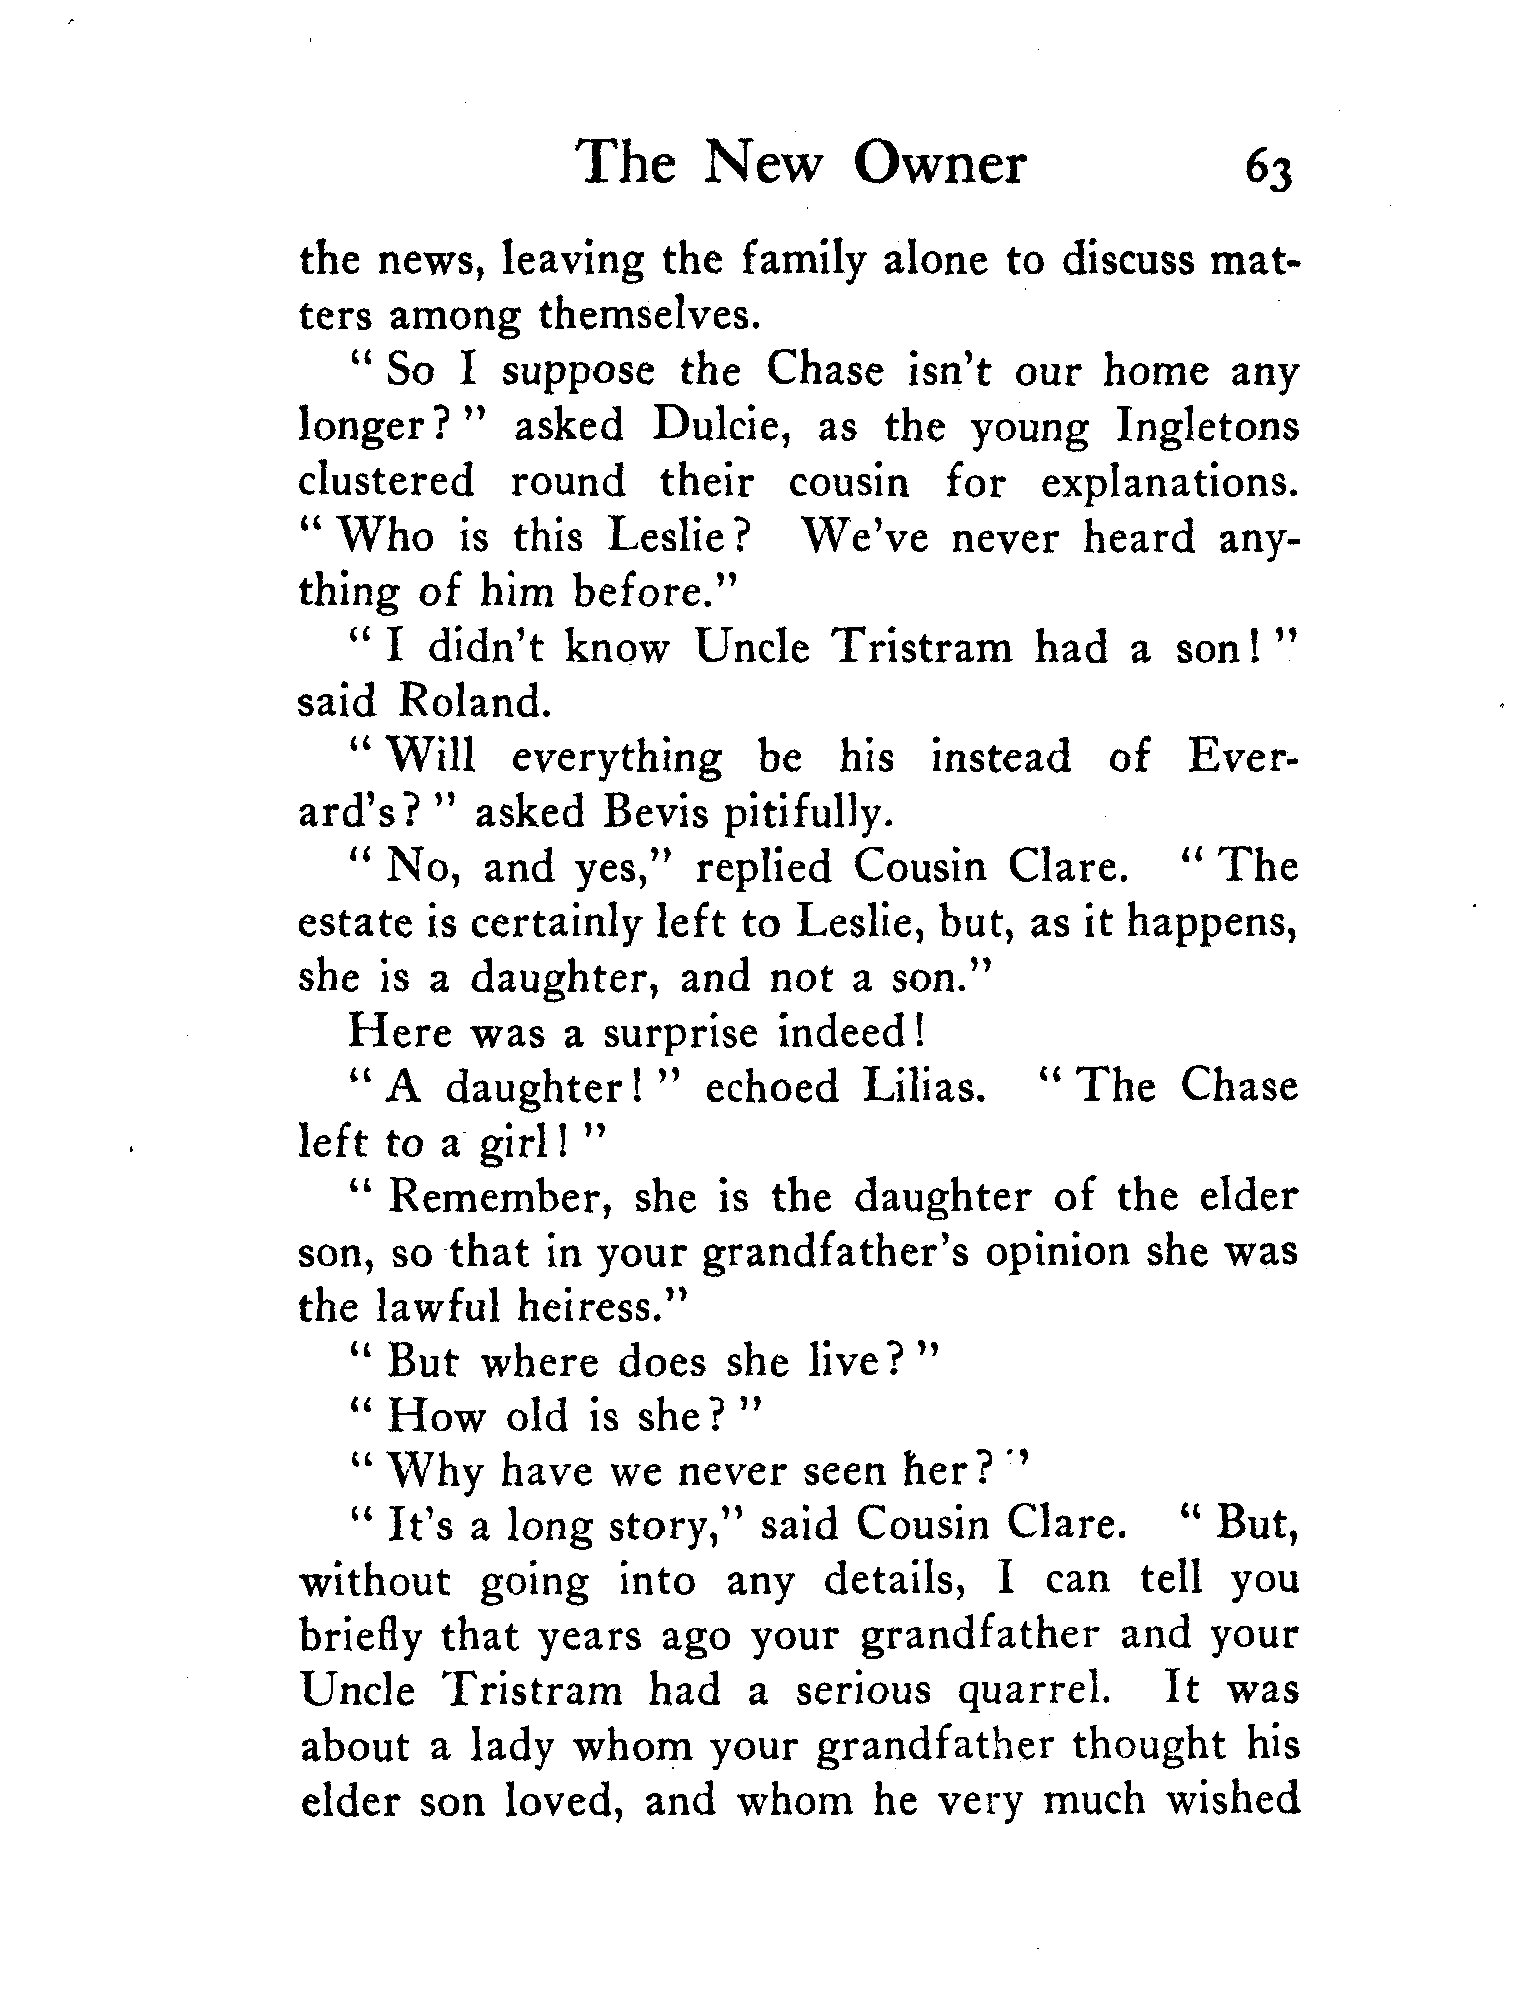 The New Owner 63
the news, leaving the family alone to discuss mat-
ters among themselves.
“ So I suppose the Chase isn't our home any
longer? ” asked Dulcie, as the young Ingletons
clustered round their cousin for explanations.
“ Who is this Leslie? We've never heard any-
thing of him before.”
“ I didn't know Uncle Tristram had a son! ”
said Roland.
“ Will everything be his instead of Ever-
ard's? ” asked Bevis pitifully.
“ No, and yes,” replied Cousin Clare. “ The
estate is certainly left to Leslie, but, as it happens,
she is a daughter, and not a son.”
Here was a surprise indeed!
“ A daughter! ” echoed Lilias. “ The Chase
left to a girl! ”
“ Remember, she is the daughter of the elder
son, so that in your grandfather's opinion she was
the lawful heiress.”
“ But where does she live? ”
“ How old is she? ”
“ Why have we never seen her? ”
“ It's a long story,” said Cousin Clare. “ But,
without going into any details, I can tell you
briefly that years ago your grandfather and your
Uncle Tristram had a serious quarrel. It was
about a lady whom your grandfather thought his
elder son loved, and whom he very much wished